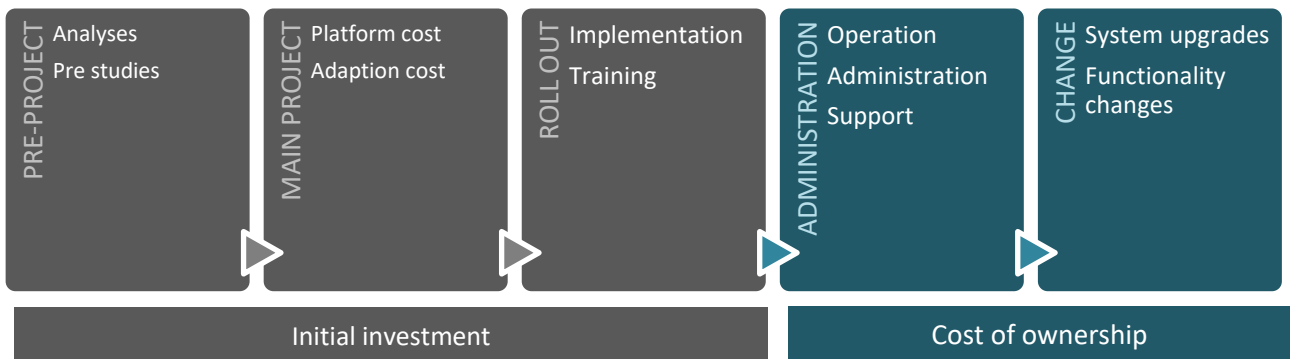 PRE-PROJECT
Analyses
Pre studies
MAIN PROJECT
Platform cost
Adaption cost
ROLL OUT
Implementation
Training
ADMINISTRATION
Operation
Administration
Support
CHANGE
System upgrades
Functionality
changes
Initial investment
Cost of ownership